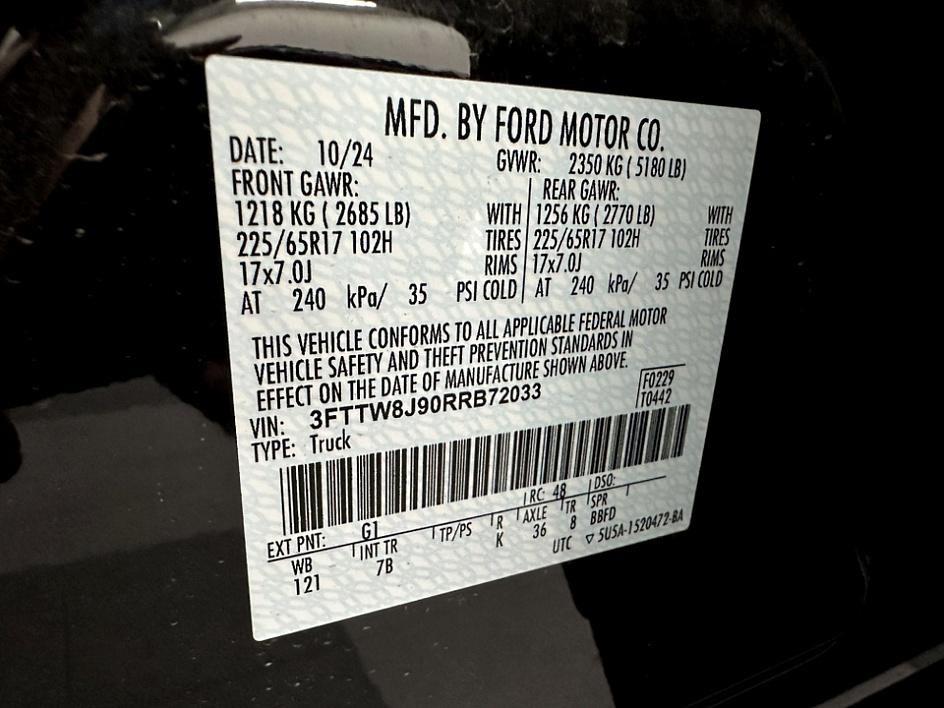 MFD. BY FORD MOTOR CO.
DATE: 10/24 GVWR: 2350 KG ( 5180 LB)
FRONT GAWR: REAR GAWR:
1218 KG ( 2685 LB) WITH 1256 KG ( 2770 LB) WITH
225/65R17 102H TIRES 225/65R17 102H TIRES
17x7.0J RIMS 17x7.0J RIMS
AT 240 kPa/ 35 PSI COLD AT 240 kPa/ 35 PSI COLD
THIS VEHICLE CONFORMS TO ALL APPLICABLE FEDERAL MOTOR
VEHICLE SAFETY AND THEFT PREVENTION STANDARDS IN
EFFECT ON THE DATE OF MANUFACTURE SHOWN ABOVE.
VIN: 3FTTW8J90RRB72033 F0229
TYPE: Truck T0442
RC: 48 DSO:
EXT PNT: G1
WB INT TR TP/PS R AXLE TR SPR
121 7B K 36 8 BBFD
UTC ▽ 5U5A-1520472-BA